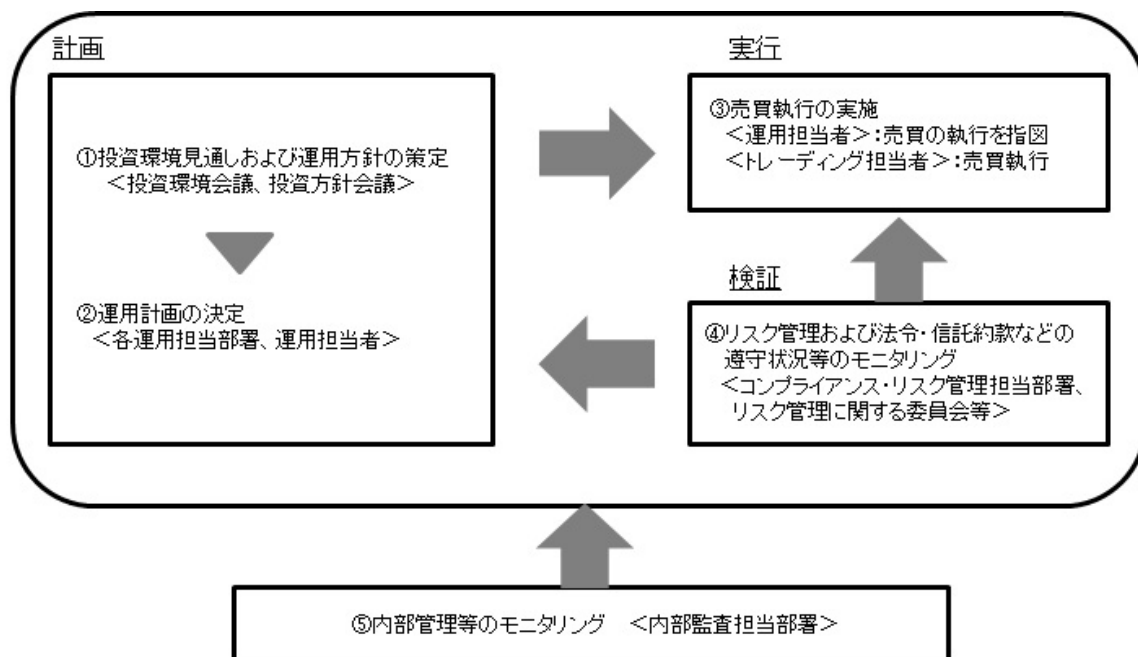 計画
①投資環境見通しおよび運用方針の策定
＜投資環境会議、投資方針会議＞
②運用計画の決定
＜各運用担当部署、運用担当者＞
実行
③売買執行の実施
＜運用担当者＞：売買の執行を指図
＜トレーディング担当者＞：売買執行
検証
④リスク管理および法令・信託約款などの
遵守状況等のモニタリング
＜コンプライアンス・リスク管理担当部署、
リスク管理に関する委員会等＞
⑤内部管理等のモニタリング　＜内部監査担当部署＞